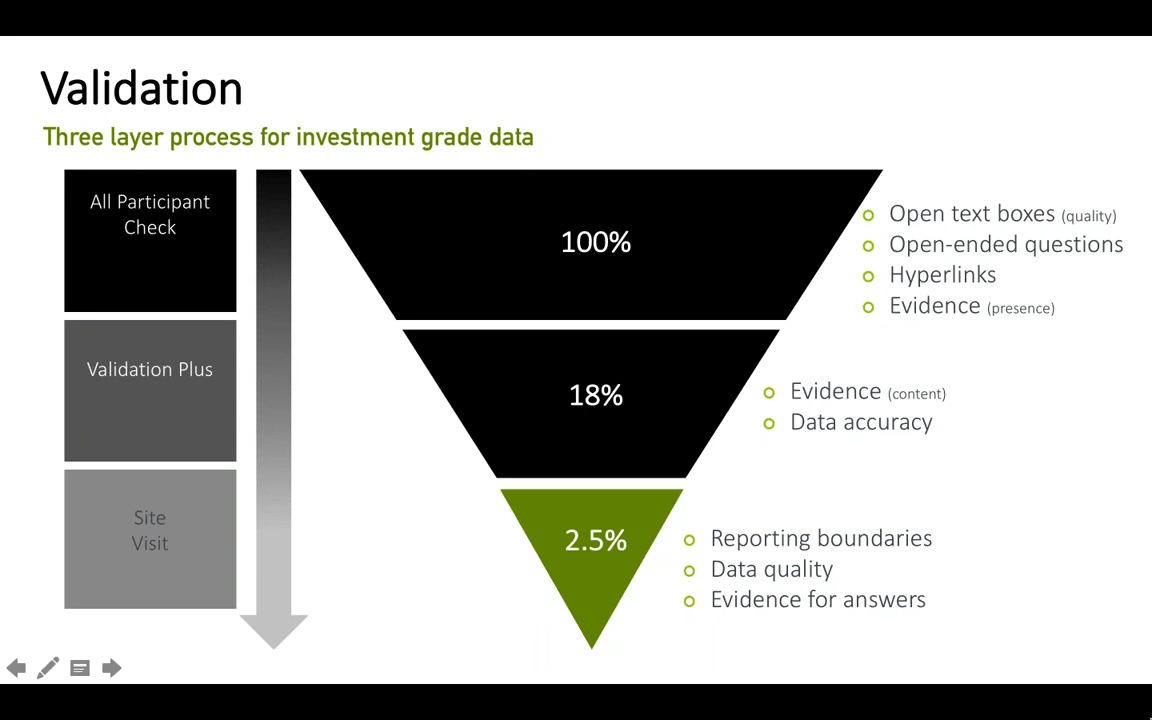 Validation
Three layer process for investment grade data
All Participant
Check
100%
Open text boxes (quality)
Open-ended questions
Hyperlinks
Evidence (presence)
Validation Plus
18%
Evidence (content)
Data accuracy
Site
Visit
2.5%
Reporting boundaries
Data quality
Evidence for answers